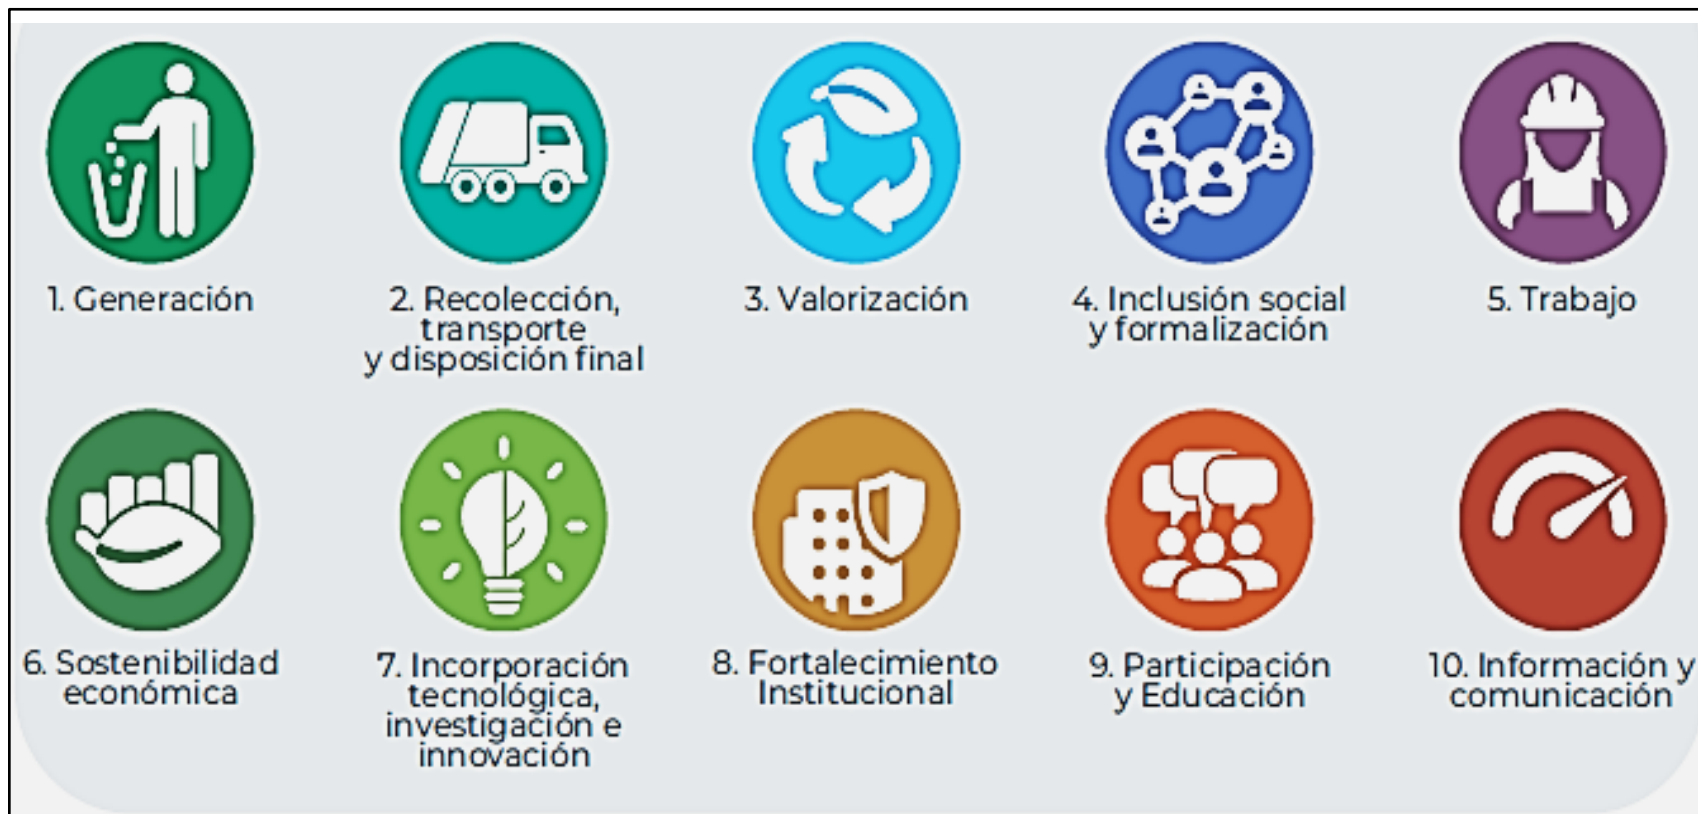 1. Generación
2. Recolección,
transporte
y disposición final
3. Valorización
4. Inclusión social
y formalización
5. Trabajo
6. Sostenibilidad
económica
7. Incorporación
tecnológica,
investigación e
innovación
8. Fortalecimiento
Institucional
9. Participación
y Educación
10. Información y
comunicación